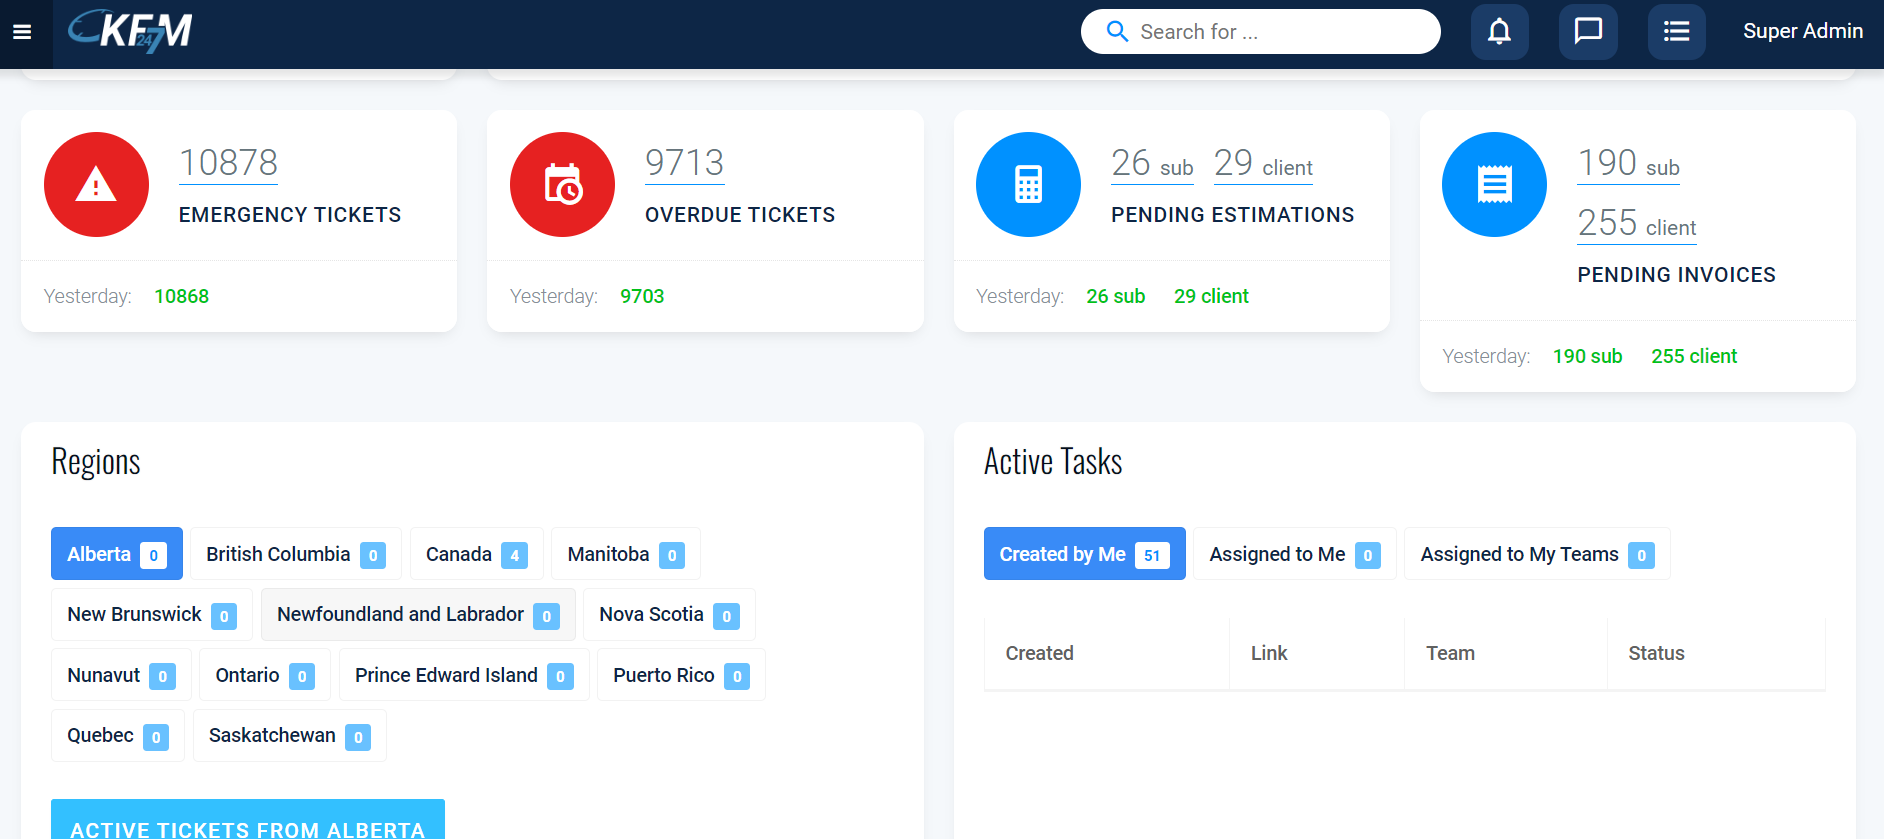 KFM 247
Search for ...
Super Admin
10878
EMERGENCY TICKETS
Yesterday: 10868
9713
OVERDUE TICKETS
Yesterday: 9703
26 sub 29 client
PENDING ESTIMATIONS
Yesterday: 26 sub 29 client
190 sub
255 client
PENDING INVOICES
Yesterday: 190 sub 255 client
Regions
Alberta 0 British Columbia 0 Canada 4 Manitoba 0
New Brunswick 0 Newfoundland and Labrador 0 Nova Scotia 0
Nunavut 0 Ontario 0 Prince Edward Island 0 Puerto Rico 0
Quebec 0 Saskatchewan 0
ACTIVE TICKETS FROM ALBERTA
Active Tasks
Created by Me 51 Assigned to Me 0 Assigned to My Teams 0
Created Link Team Status